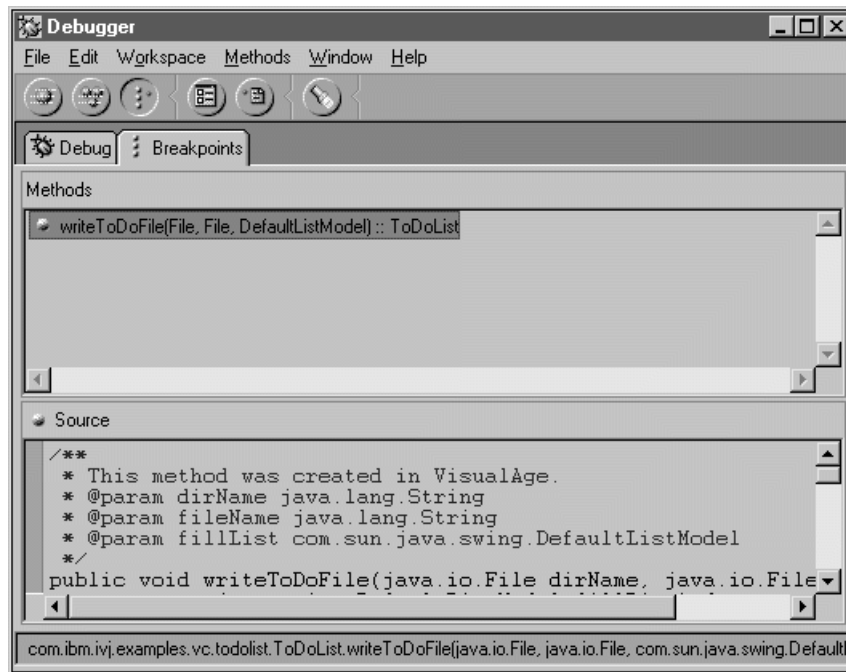 Debugger
File Edit Workspace Methods Window Help
Debug Breakpoints
Methods
writeToDoFile(File, File, DefaultListModel) :: ToDoList
Source
/**
* This method was created in VisualAge.
* @param dirName java.lang.String
* @param fileName java.lang.String
* @param fillList com.sun.java.swing.DefaultListModel
*/
public void writeToDoFile(java.io.File dirName, java.io.File
com.ibm.ivj.examples.vc.todolist.ToDoList.writeToDoFile(java.io.File, java.io.File, com.sun.java.swing.Default